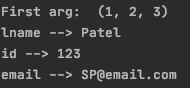 First arg:  (1, 2, 3)
lname --> Patel
id --> 123
email --> SP@email.com